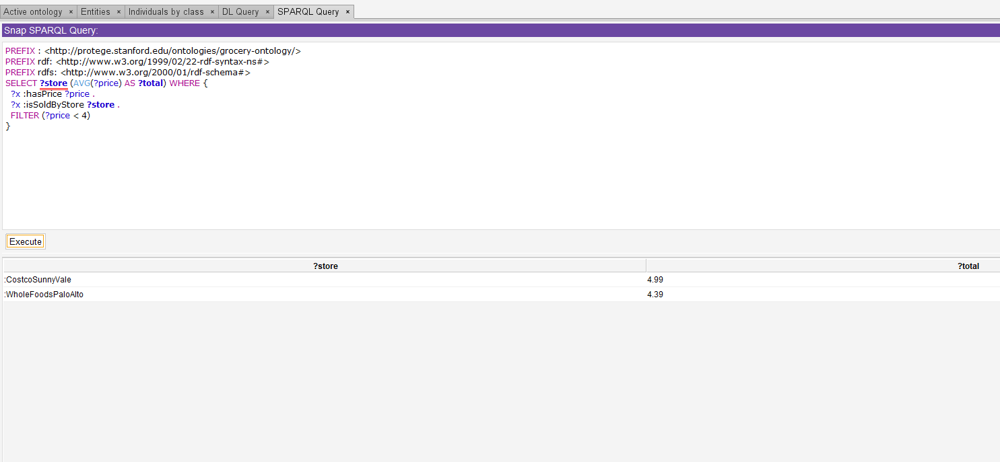 Active ontology × Entities × Individuals by class × DL Query × SPARQL Query ×
Snap SPARQL Query:
PREFIX : <http://protege.stanford.edu/ontologies/grocery-ontology/>
PREFIX rdf: <http://www.w3.org/1999/02/22-rdf-syntax-ns#>
PREFIX rdfs: <http://www.w3.org/2000/01/rdf-schema#>
SELECT ?store (AVG(?price) AS ?total) WHERE {
?x :hasPrice ?price .
?x :isSoldByStore ?store .
FILTER (?price < 4)
}
Execute
?store ?total
:CostcoSunnyVale 4.99
:WholeFoodsPaloAlto 4.39